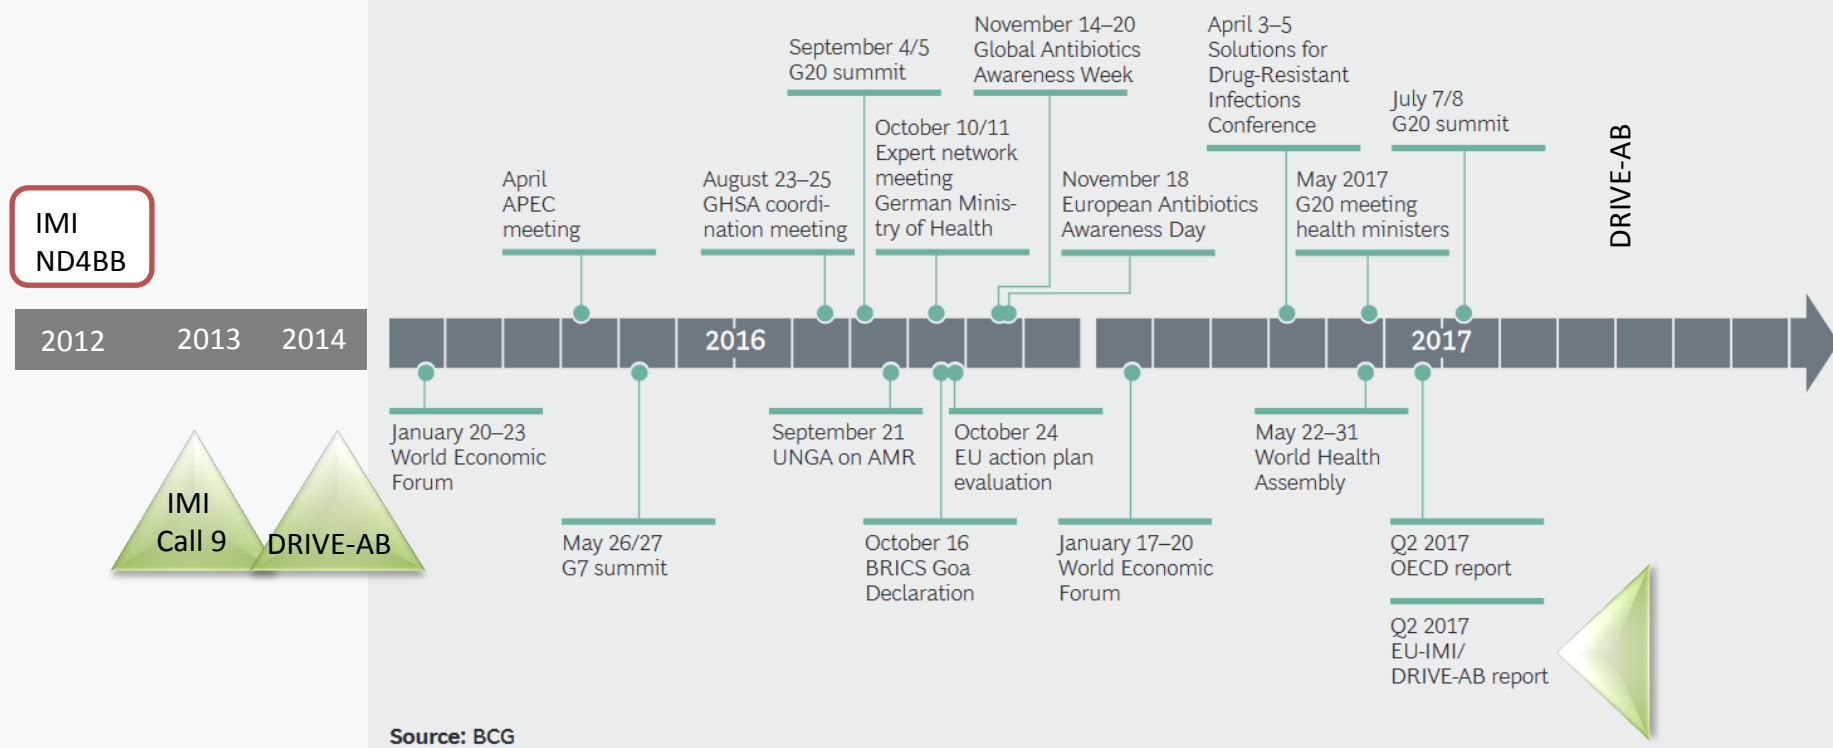 IMI
ND4BB
2012
2013
2014
IMI
Call 9
DRIVE-AB
April
APEC
meeting
August 23–25
GHSA coordi-
nation meeting
September 4/5
G20 summit
October 10/11
Expert network
meeting
German Minis-
try of Health
November 14–20
Global Antibiotics
Awareness Week
November 18
European Antibiotics
Awareness Day
April 3–5
Solutions for
Drug-Resistant
Infections
Conference
May 2017
G20 meeting
health ministers
July 7/8
G20 summit
DRIVE-AB
2016
2017
January 20–23
World Economic
Forum
May 26/27
G7 summit
September 21
UNGA on AMR
October 16
BRICS Goa
Declaration
October 24
EU action plan
evaluation
January 17–20
World Economic
Forum
May 22–31
World Health
Assembly
Q2 2017
OECD report
Q2 2017
EU-IMI/
DRIVE-AB report
Source: BCG